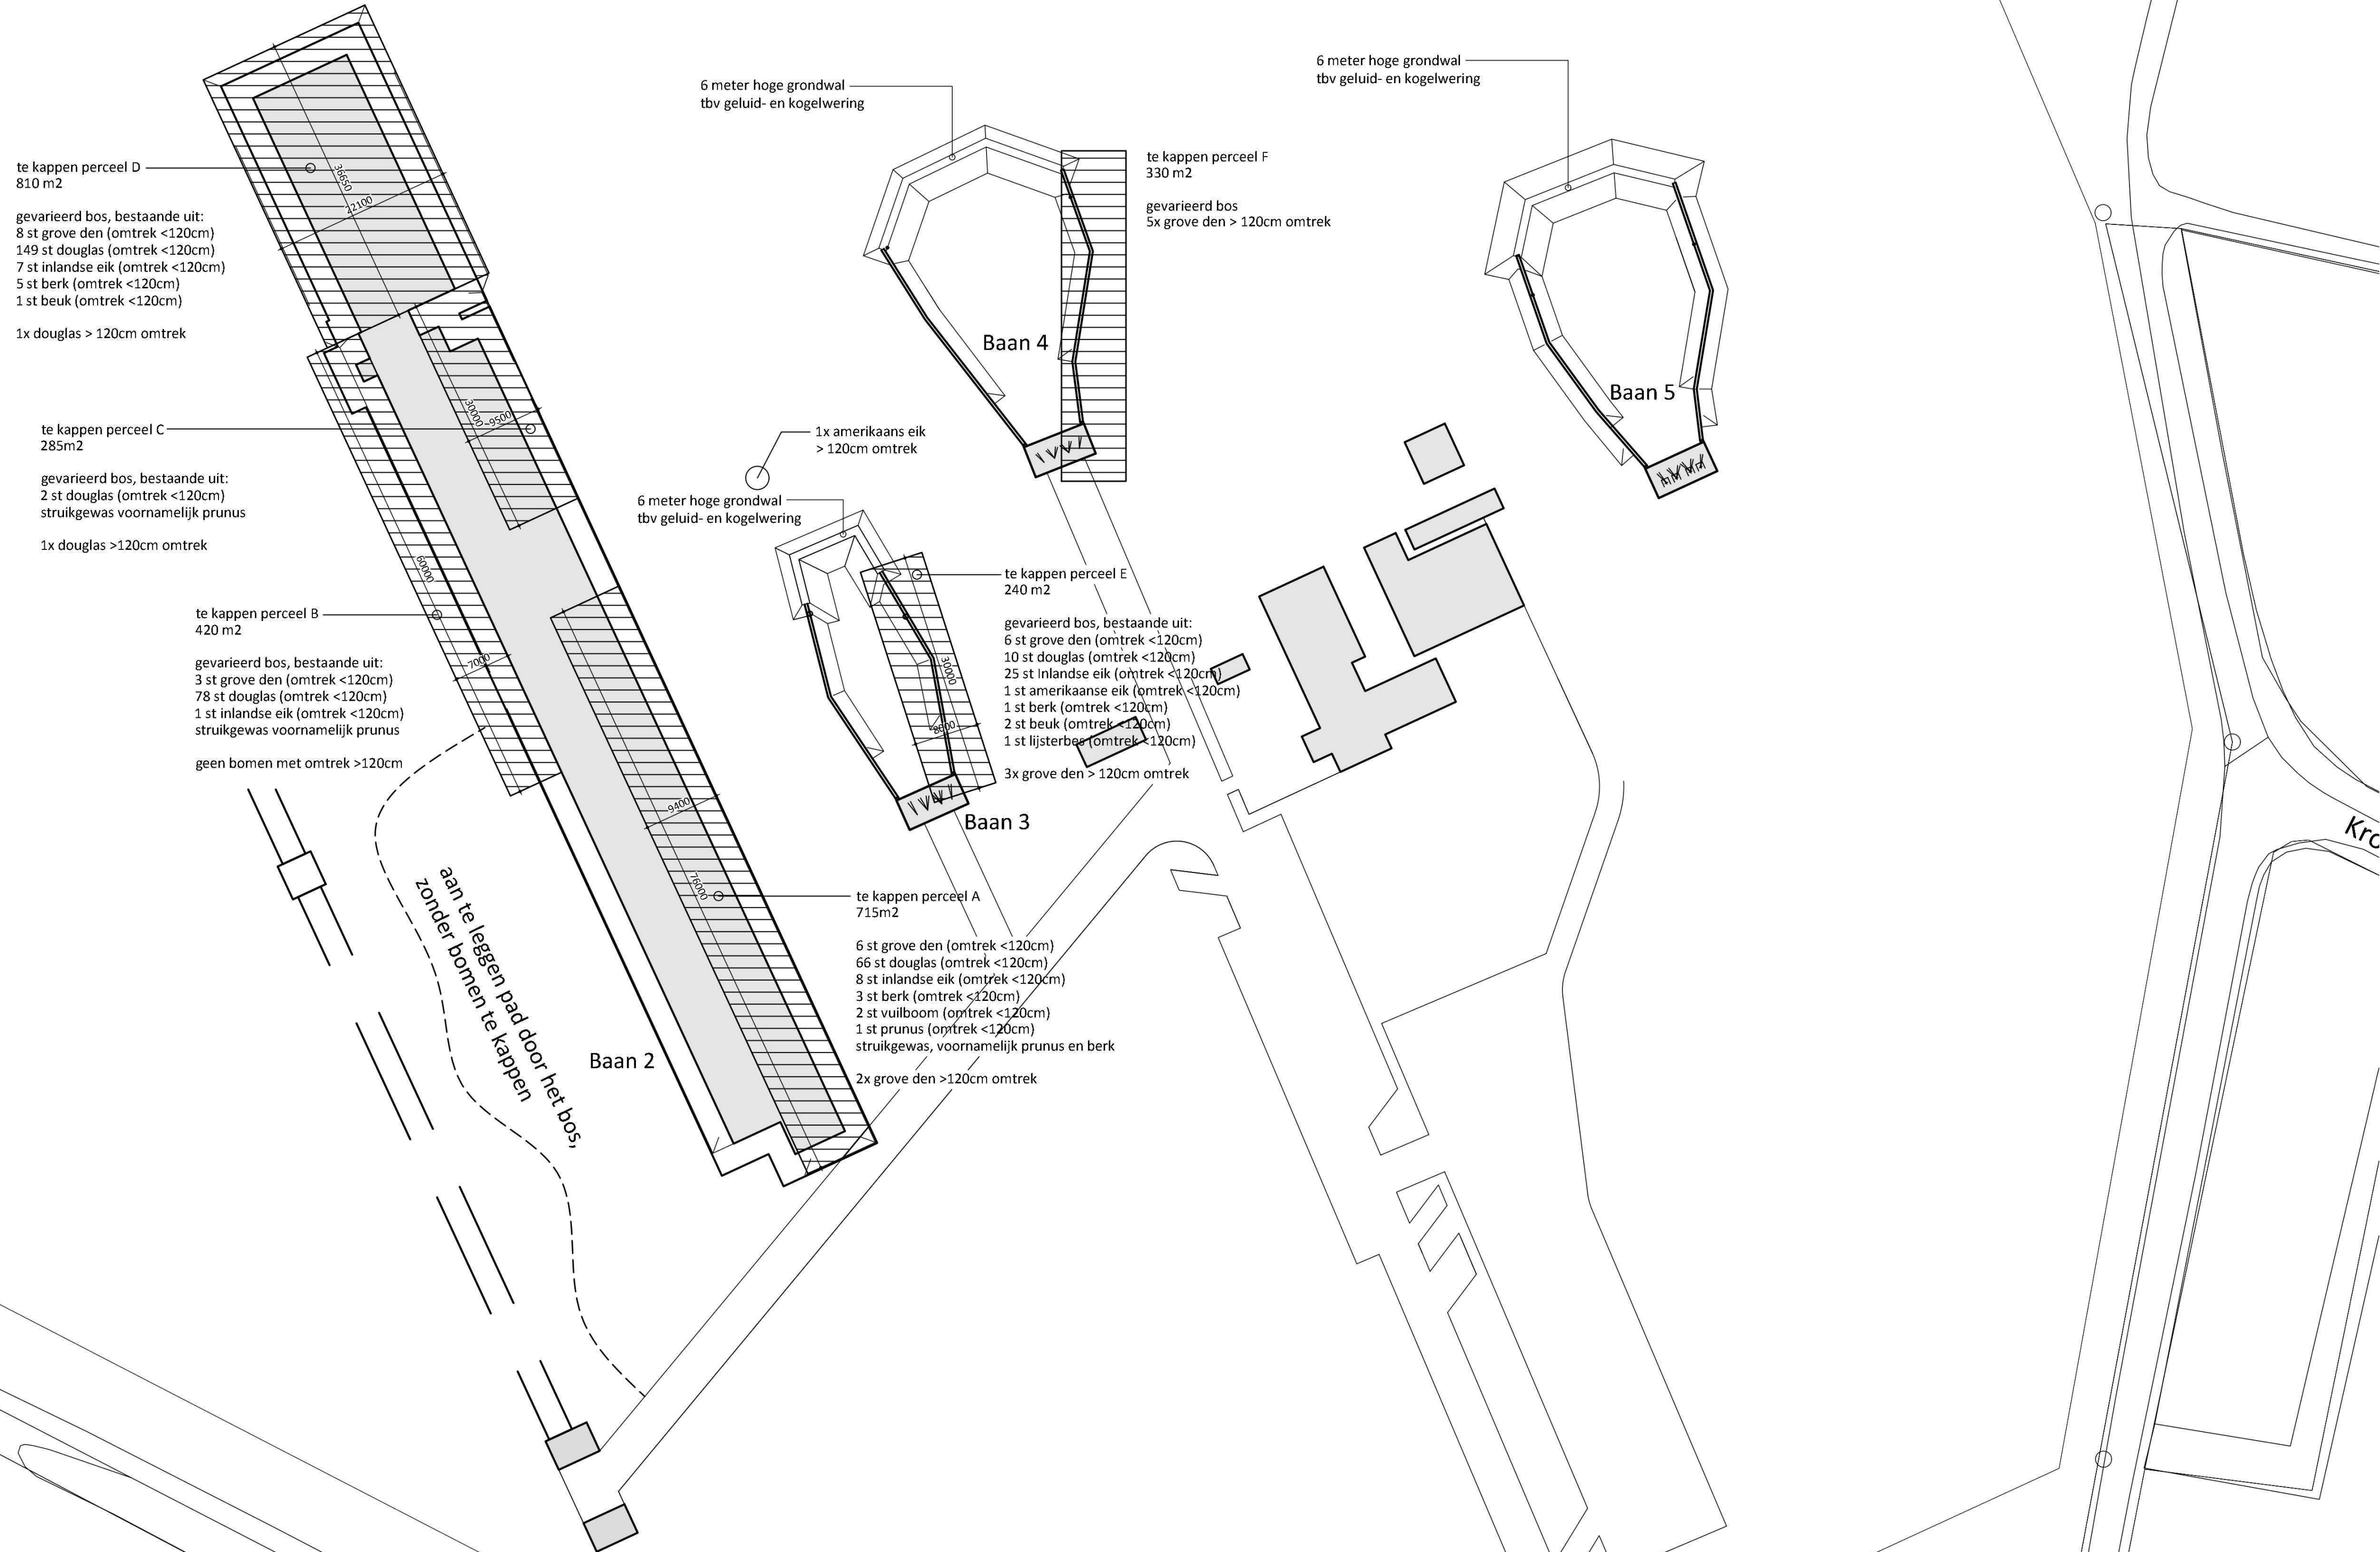 6 meter hoge grondwal
tbv geluid- en kogelwering
6 meter hoge grondwal
tbv geluid- en kogelwering
te kappen perceel D
810 m2
gevarieerd bos, bestaande uit:
8 st grove den (omtrek <120cm)
149 st douglas (omtrek <120cm)
7 st inlandse eik (omtrek <120cm)
5 st berk (omtrek <120cm)
1 st beuk (omtrek <120cm)
1x douglas > 120cm omtrek
36650
22100
te kappen perceel F
330 m2
gevarieerd bos
5x grove den > 120cm omtrek
Baan 4
Baan 5
te kappen perceel C
285m2
gevarieerd bos, bestaande uit:
2 st douglas (omtrek <120cm)
struikgewas voornamelijk prunus
1x douglas >120cm omtrek
30000
9500
1x amerikaans eik
> 120cm omtrek
6 meter hoge grondwal
tbv geluid- en kogelwering
te kappen perceel B
420 m2
gevarieerd bos, bestaande uit:
3 st grove den (omtrek <120cm)
78 st douglas (omtrek <120cm)
1 st inlandse eik (omtrek <120cm)
struikgewas voornamelijk prunus
geen bomen met omtrek >120cm
60000
7000
te kappen perceel E
240 m2
gevarieerd bos, bestaande uit:
6 st grove den (omtrek <120cm)
10 st douglas (omtrek <120cm)
25 st Inlandse eik (omtrek <120cm)
1 st amerikaanse eik (omtrek <120cm)
1 st berk (omtrek <120cm)
2 st beuk (omtrek <120cm)
1 st lijsterbes (omtrek <120cm)
3x grove den > 120cm omtrek
30000
Baan 3
9400
76000
te kappen perceel A
715m2
6 st grove den (omtrek <120cm)
66 st douglas (omtrek <120cm)
8 st inlandse eik (omtrek <120cm)
3 st berk (omtrek <120cm)
2 st vuilboom (omtrek <120cm)
1 st prunus (omtrek <120cm)
struikgewas, voornamelijk prunus en berk
2x grove den >120cm omtrek
aan te leggen pad door het bos,
zonder bomen te kappen
Baan 2
Kro